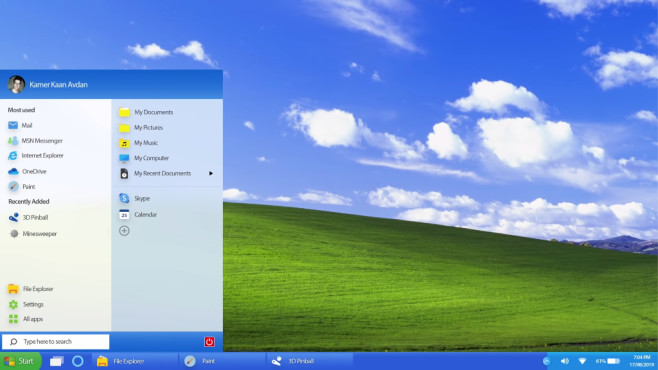 Kamer Kaan Avdan
Most used
Mail
MSN Messenger
Internet Explorer
OneDrive
Paint
Recently Added
3D Pinball
Minesweeper
File Explorer
Settings
All apps
My Documents
My Pictures
My Music
My Computer
My Recent Documents
Skype
Calendar
Type here to search
Start
File Explorer
Paint
3D Pinball
61%
7:04 PM
17/06/2019